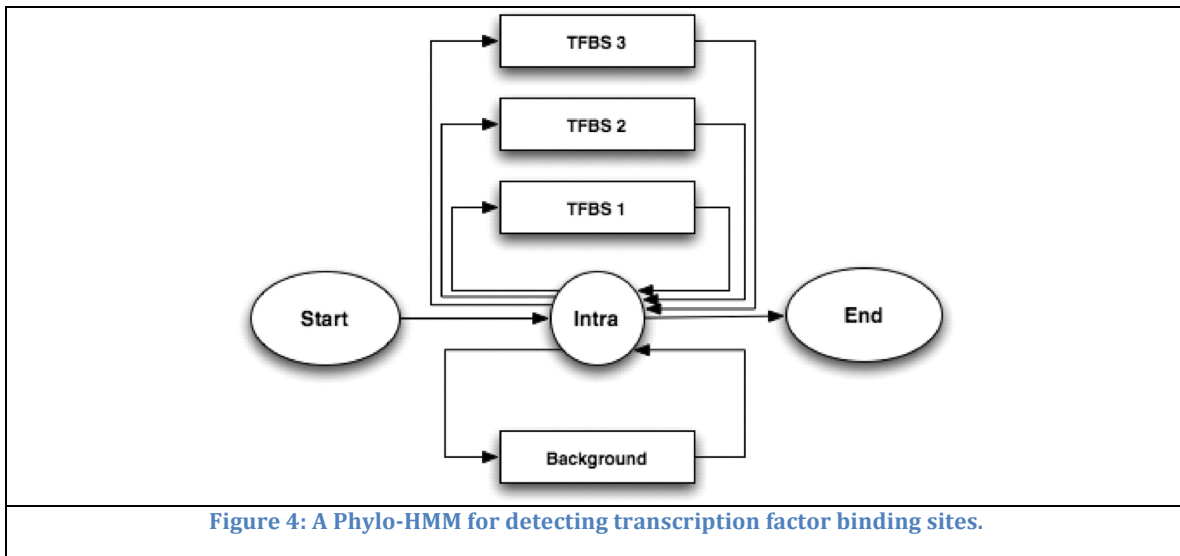 TFBS 3
TFBS 2
TFBS 1
Start
Intra
End
Background
Figure 4: A Phylo-HMM for detecting transcription factor binding sites.